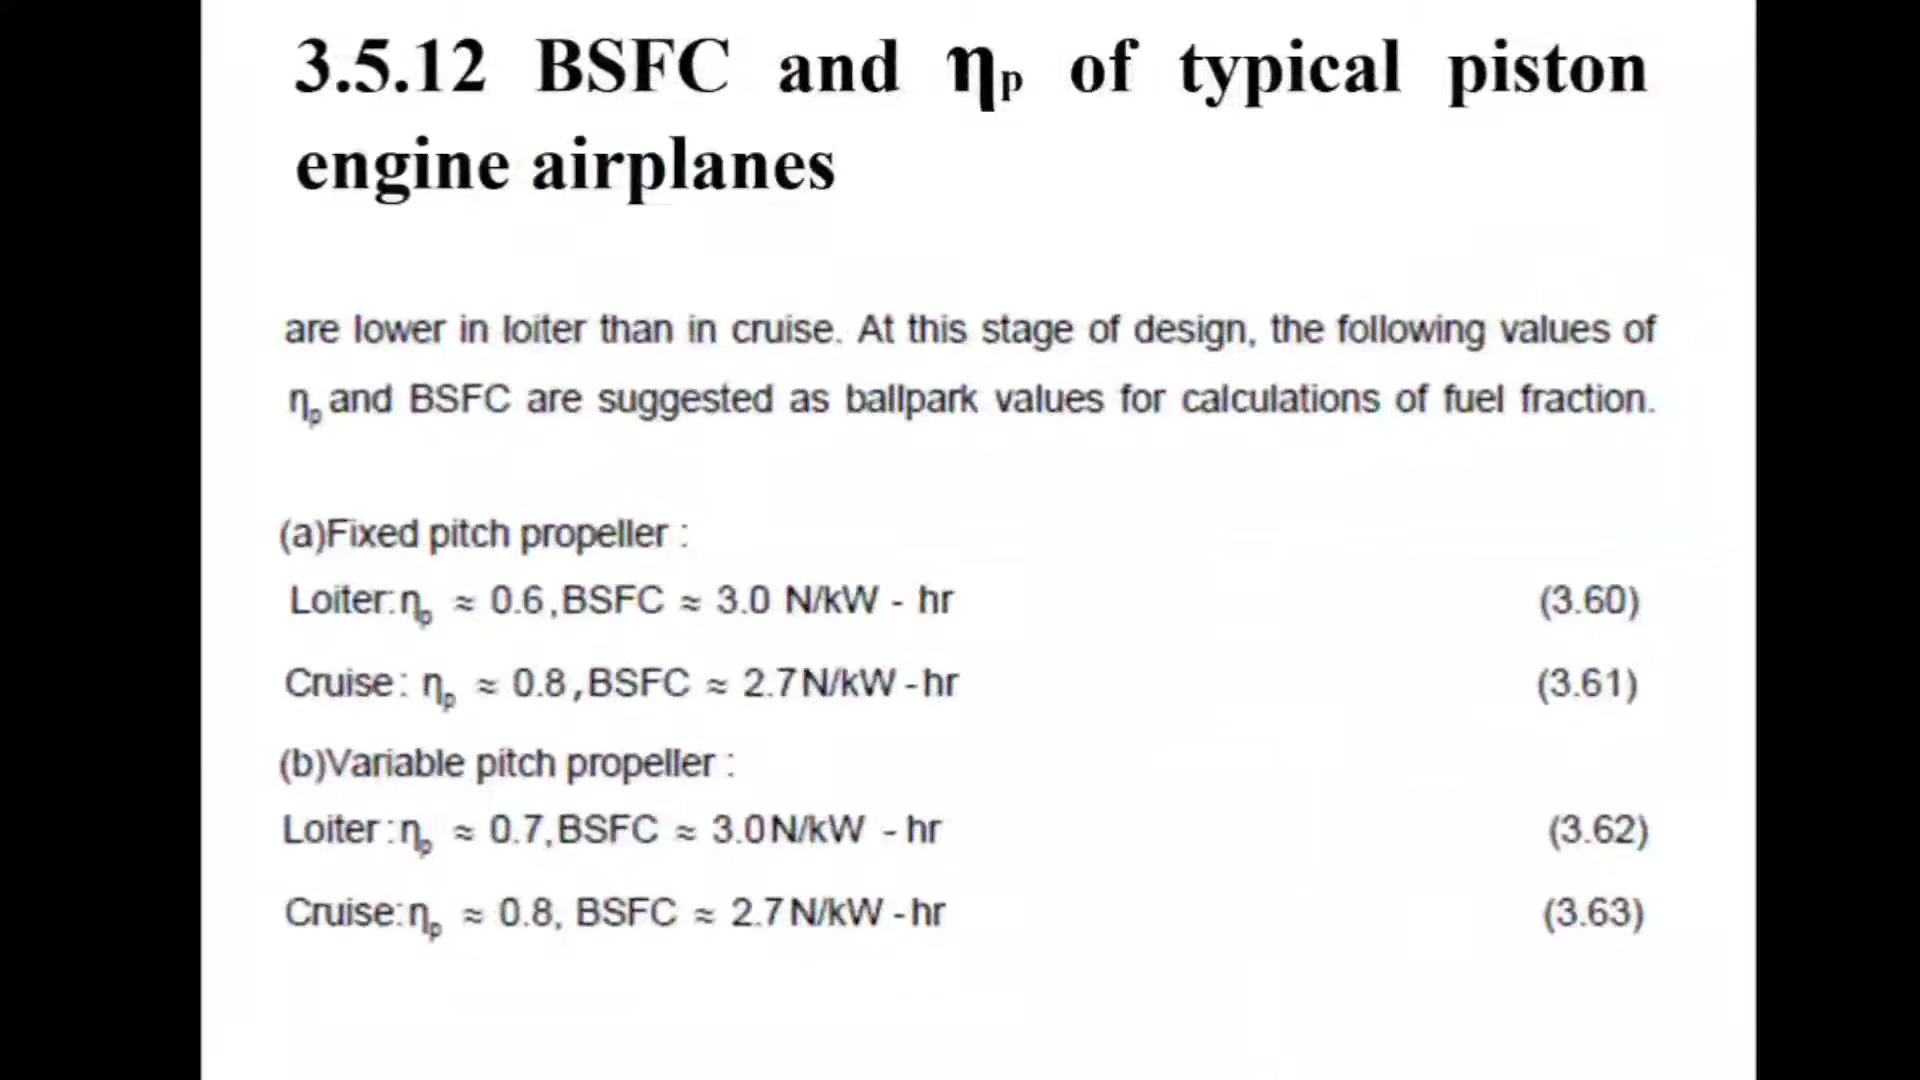 3.5.12 BSFC and ηp of typical piston
engine airplanes
are lower in loiter than in cruise. At this stage of design, the following values of
ηp and BSFC are suggested as ballpark values for calculations of fuel fraction.
(a)Fixed pitch propeller :
Loiter: ηp ≈ 0.6, BSFC ≈ 3.0 N/kW - hr (3.60)
Cruise: ηp ≈ 0.8, BSFC ≈ 2.7 N/kW - hr (3.61)
(b)Variable pitch propeller :
Loiter : ηp ≈ 0.7, BSFC ≈ 3.0 N/kW - hr (3.62)
Cruise: ηp ≈ 0.8, BSFC ≈ 2.7 N/kW - hr (3.63)